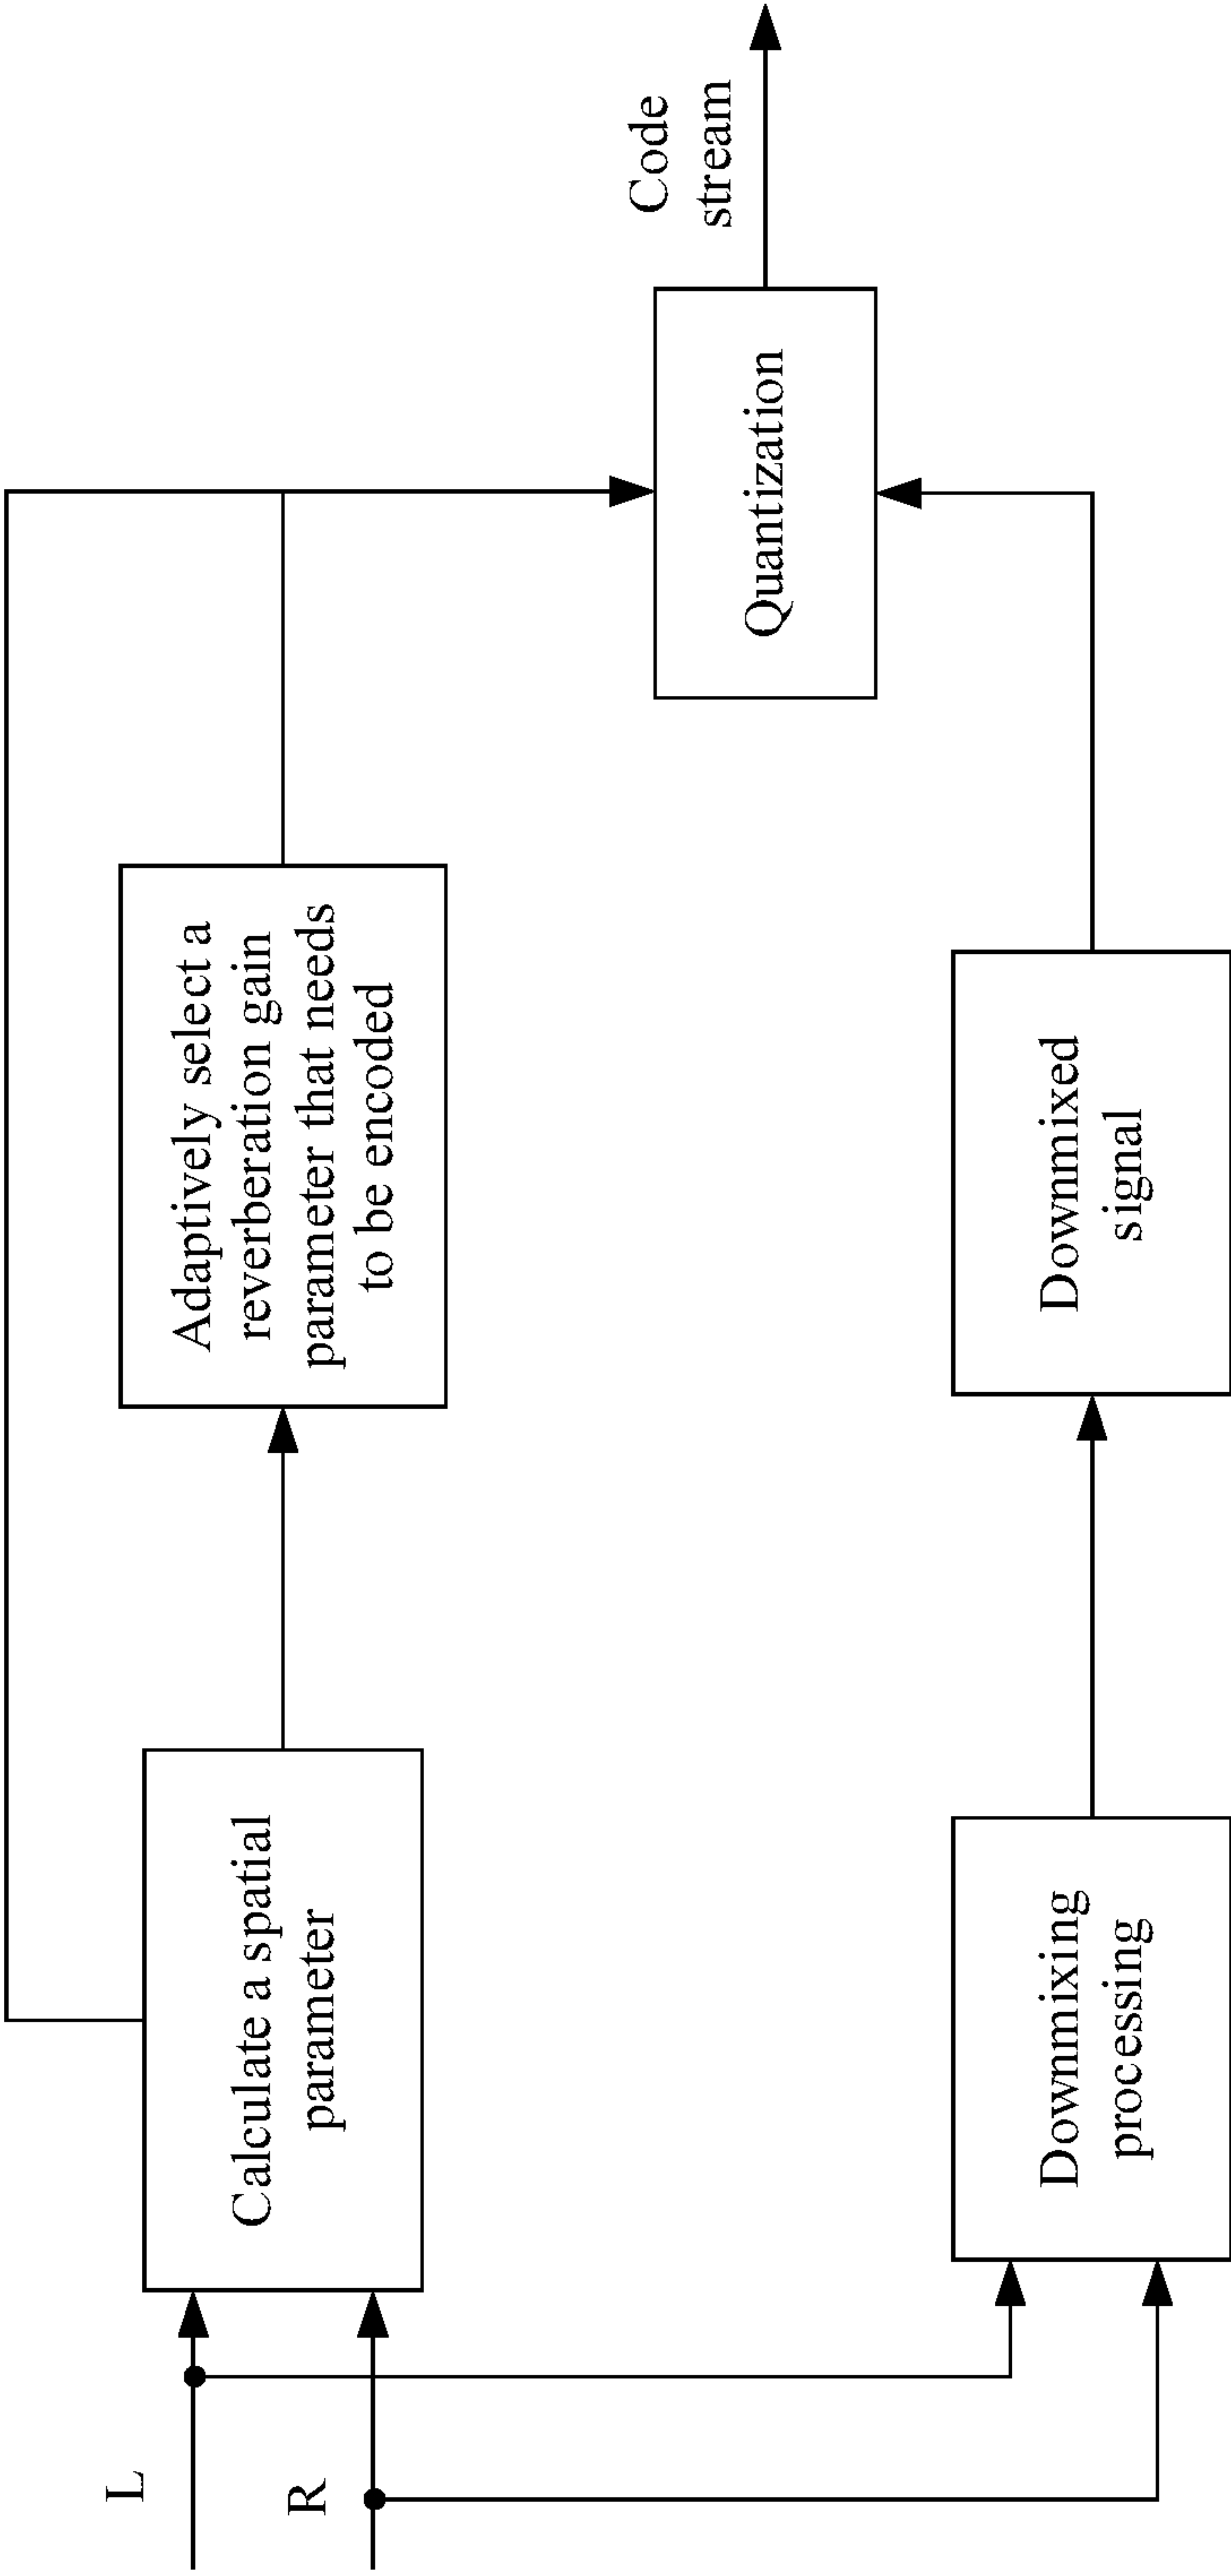 L
R
Calculate a spatial
parameter
Adaptively select a
reverberation gain
parameter that needs
to be encoded
Downmixing
processing
Downmixed
signal
Quantization
Code
stream